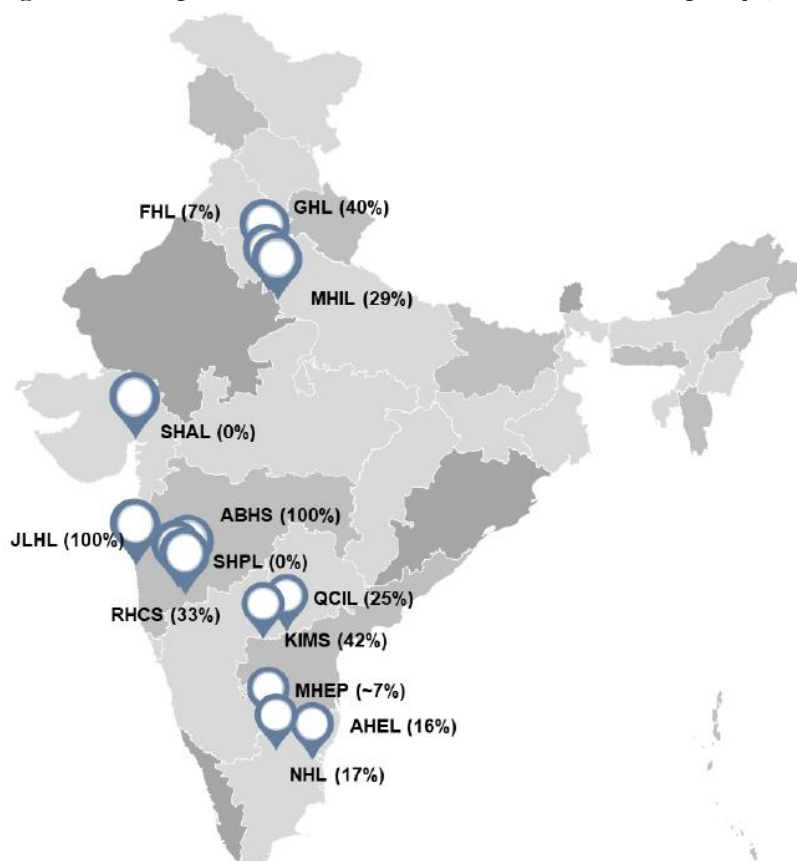 FHL (7%)
GHL (40%)
MHIL (29%)
SHAL (0%)
ABHS (100%)
JLHL (100%)
SHPL (0%)
RHCS (33%)
QCIL (25%)
KIMS (42%)
MHEP (~7%)
AHEL (16%)
NHL (17%)